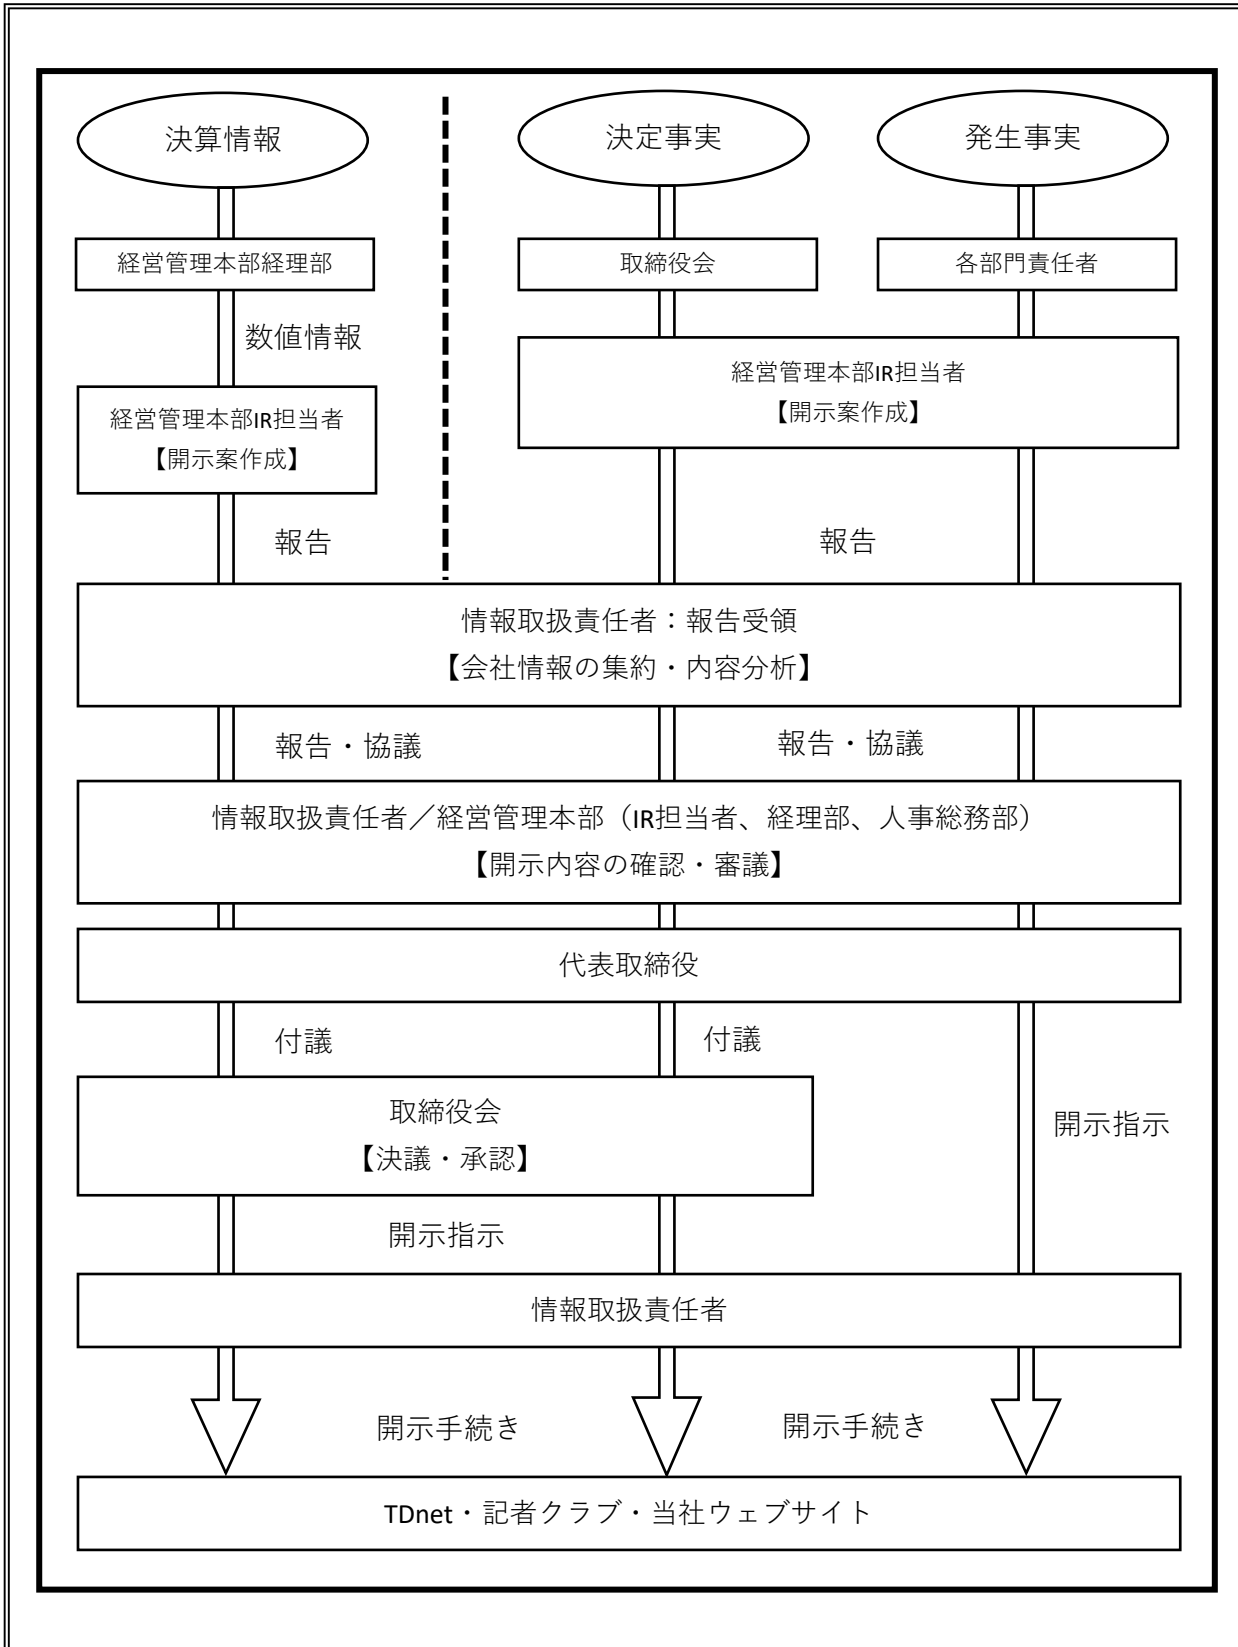 決算情報
決定事実
発生事実
経営管理本部経理部
取締役会
各部門責任者
数値情報
経営管理本部IR担当者
【開示案作成】
経営管理本部IR担当者
【開示案作成】
報告
報告
情報取扱責任者：報告受領
【会社情報の集約・内容分析】
報告・協議
報告・協議
情報取扱責任者／経営管理本部（IR担当者、経理部、人事総務部）
【開示内容の確認・審議】
代表取締役
付議
付議
取締役会
【決議・承認】
開示指示
開示指示
情報取扱責任者
開示手続き
開示手続き
TDnet・記者クラブ・当社ウェブサイト